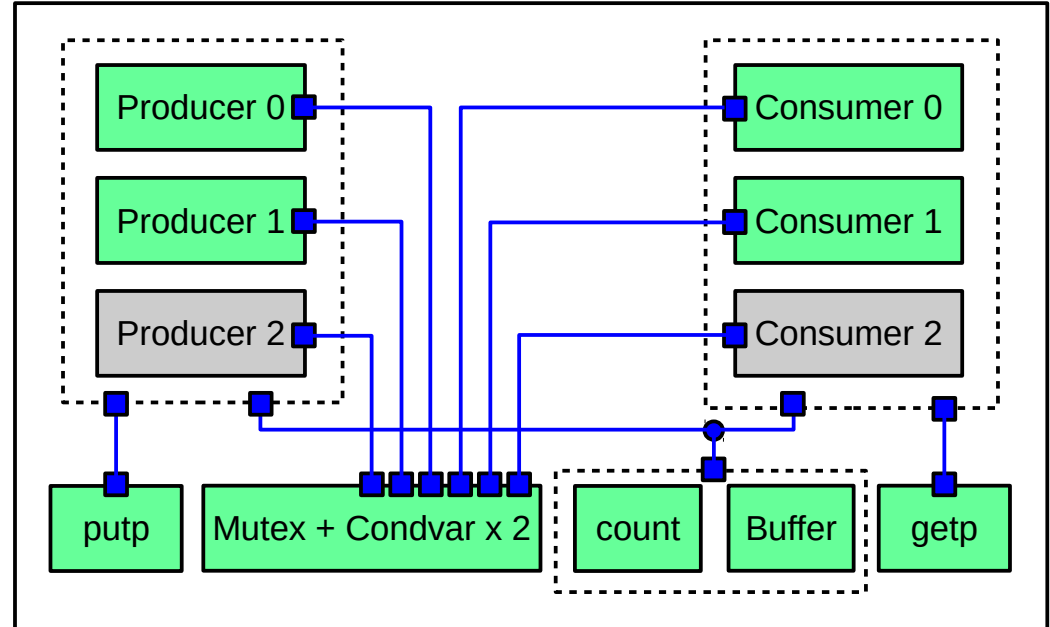 Producer 0
Consumer 0
Producer 1
Consumer 1
Producer 2
Consumer 2
putp
Mutex + Condvar x 2
count
Buffer
getp